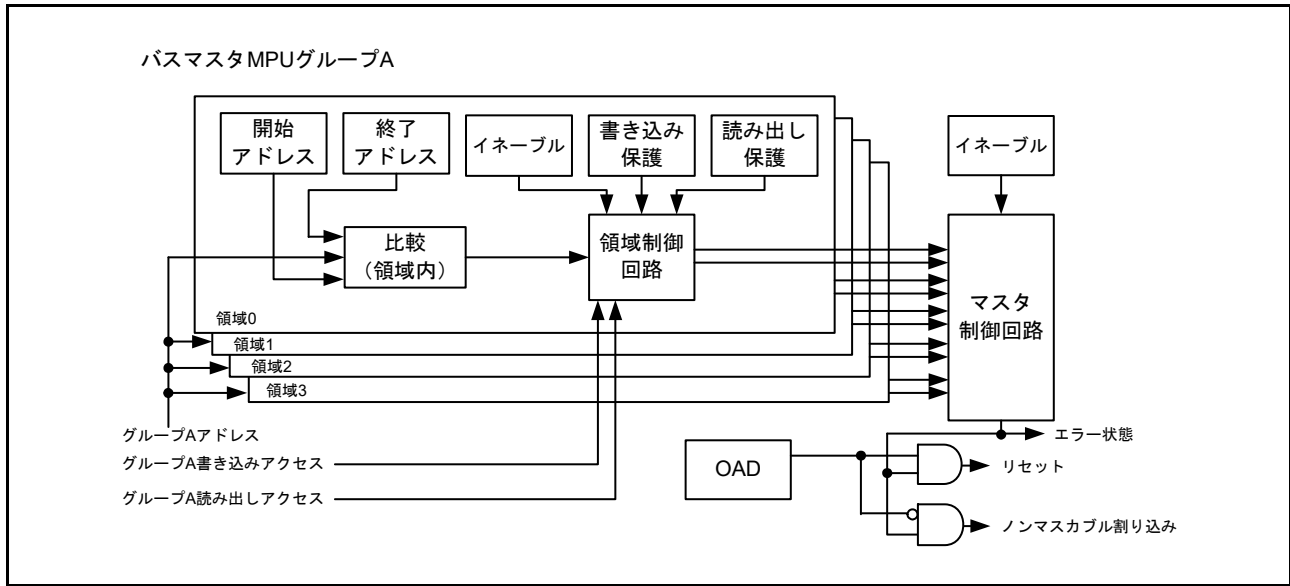 バスマスタMPUグループA
開始
アドレス
終了
アドレス
イネーブル
書き込み
保護
読み出し
保護
イネーブル
比較
（領域内）
領域制御
回路
マスタ
制御回路
領域0
領域1
領域2
領域3
グループAアドレス
グループA書き込みアクセス
グループA読み出しアクセス
OAD
エラー状態
リセット
ノンマスカブル割り込み